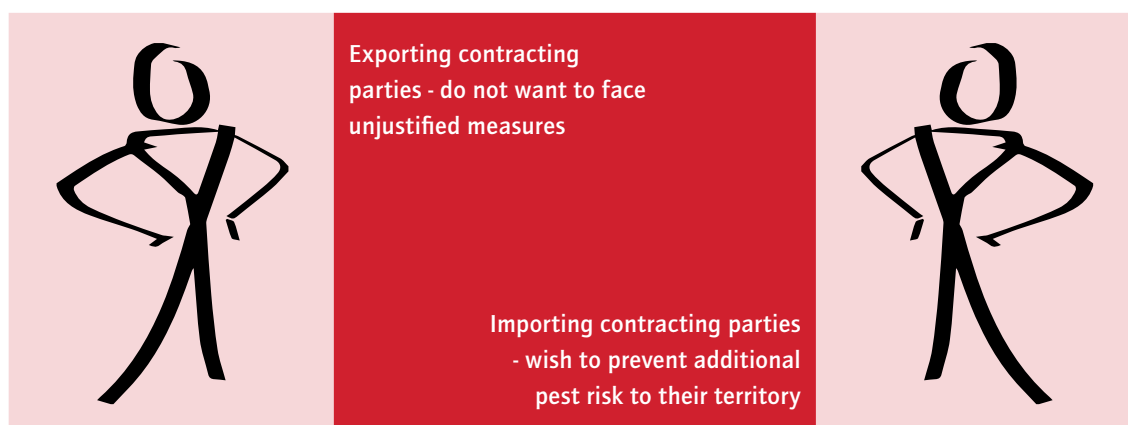 Exporting contracting
parties - do not want to face
unjustified measures
Importing contracting parties
- wish to prevent additional
pest risk to their territory